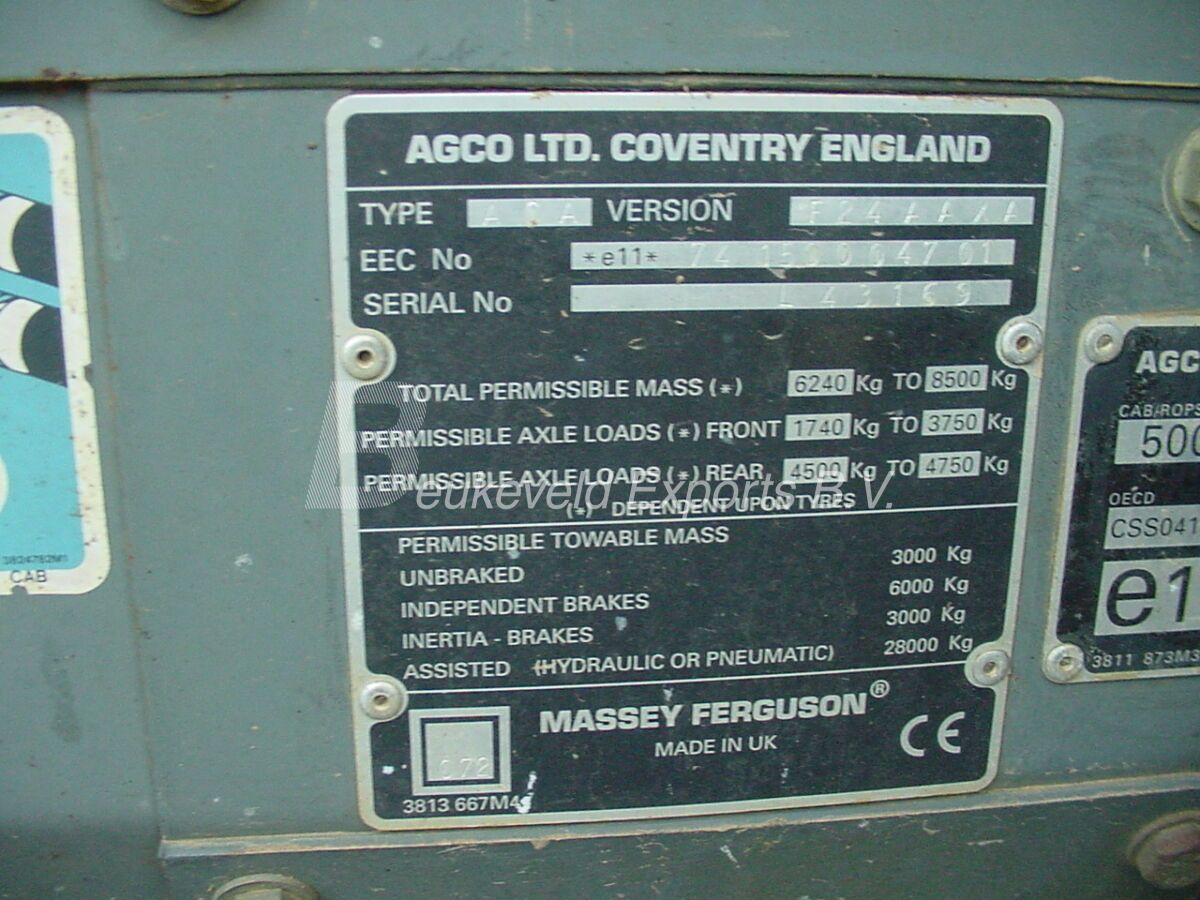 AGCO LTD. COVENTRY ENGLAND
TYPE VERSION
EEC No *e11*
SERIAL No L 43169
TOTAL PERMISSIBLE MASS (*) 6240 Kg TO 8500 Kg
PERMISSIBLE AXLE LOADS (*) FRONT 1740 Kg TO 3750 Kg
PERMISSIBLE AXLE LOADS (*) REAR 4500 Kg TO 4750 Kg
(*) DEPENDENT UPON TYRES
Beukeveld Exports B.V.
PERMISSIBLE TOWABLE MASS
UNBRAKED 3000 Kg
INDEPENDENT BRAKES 6000 Kg
INERTIA - BRAKES 3000 Kg
ASSISTED (HYDRAULIC OR PNEUMATIC) 28000 Kg
MASSEY FERGUSON®
MADE IN UK
CE
072
3813 667M4
3824782M1
CAB
AGC
CAB/ROPS
500
OECD
CSS041
e1
3811 873M3